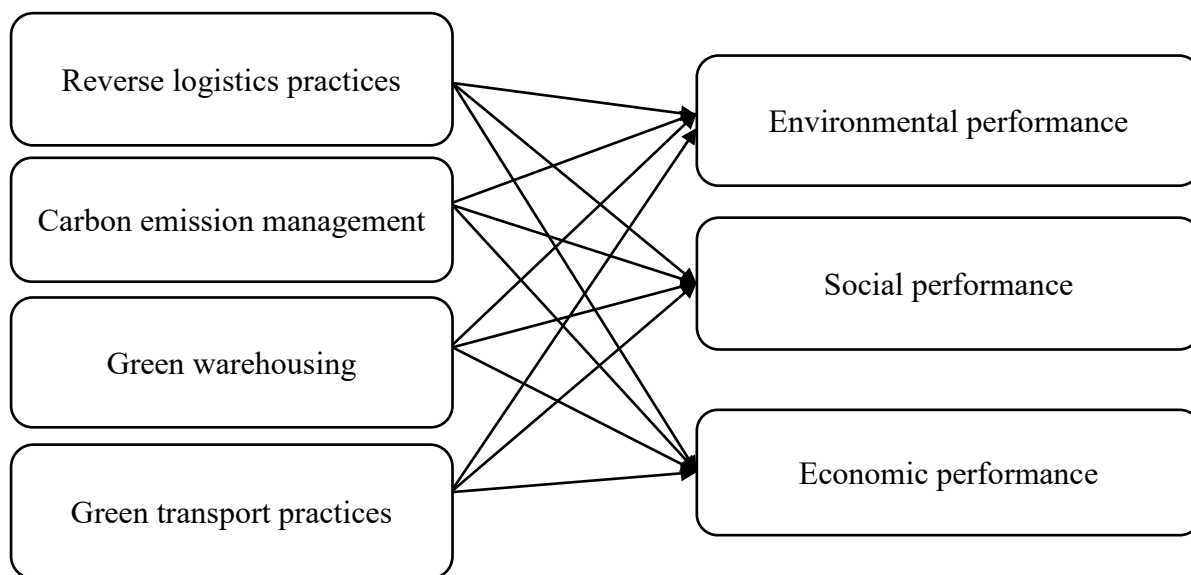 Reverse logistics practices
Carbon emission management
Green warehousing
Green transport practices
Environmental performance
Social performance
Economic performance